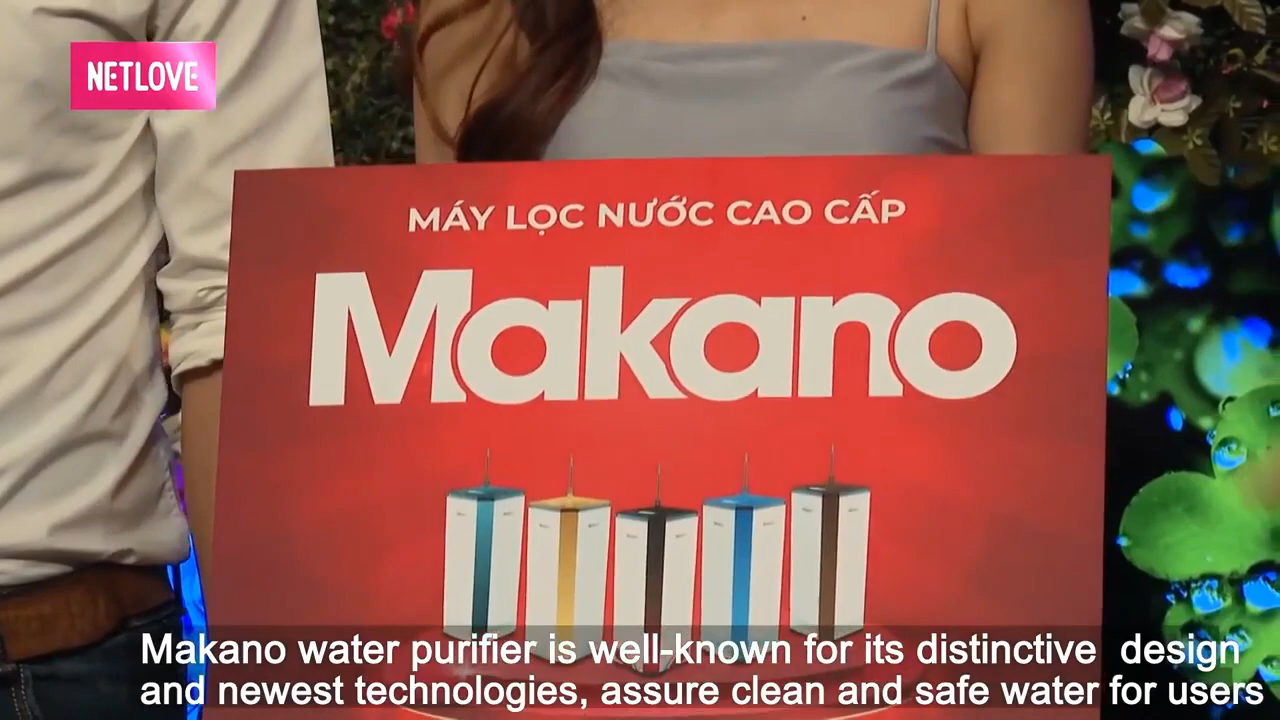 NETLOVE
MÁY LỌC NƯỚC CAO CẤP
Makano
Makano water purifier is well-known for its distinctive design
and newest technologies, assure clean and safe water for users